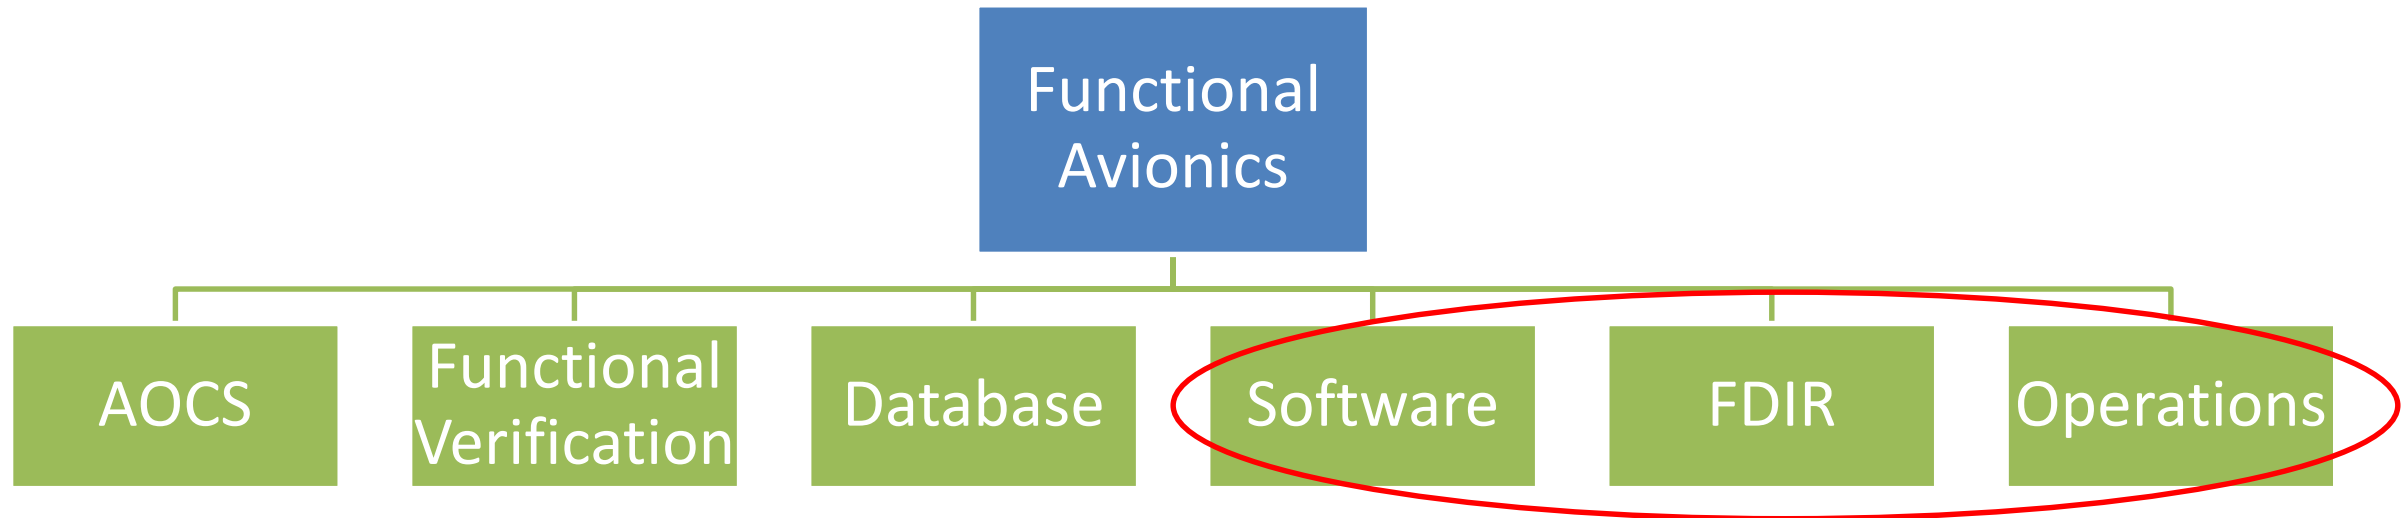 Functional
Avionics
AOCS
Functional
Verification
Database
Software
FDIR
Operations